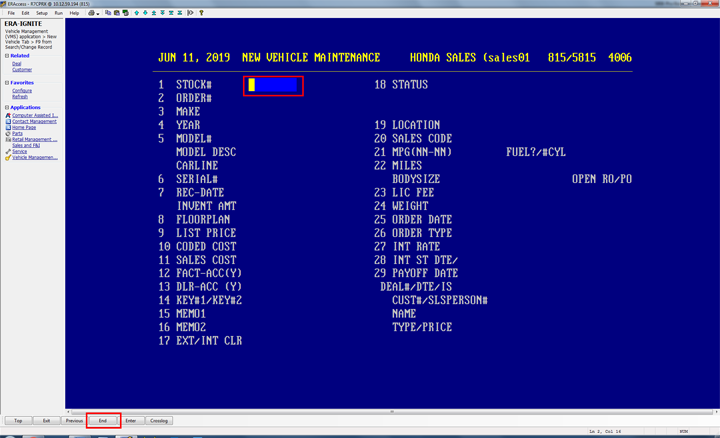 ERAccess - R7CPRX @ 10.12.59.194 (815)
File Edit Setup Run Help
ERA-IGNITE
Vehicle Management
(VMS) application > New
Vehicle Tab > F9 from
Search/Change Record
Related
Deal
Customer
Favorites
Configure
Refresh
Applications
Computer Assisted I...
Contact Management
Home Page
Parts
Retail Management ...
Sales and F&I
Service
Vehicle Managemen...
JUN 11, 2019 NEW VEHICLE MAINTENANCE HONDA SALES (sales01 815/5815 4006
1 STOCK# 18 STATUS
2 ORDER#
3 MAKE
4 YEAR 19 LOCATION
5 MODEL# 20 SALES CODE
MODEL DESC 21 MPG(NN-NN) FUEL?/#CYL
CARLINE 22 MILES
6 SERIAL# BODYSIZE OPEN RO/PO
7 REC-DATE 23 LIC FEE
INVENT AMT 24 WEIGHT
8 FLOORPLAN 25 ORDER DATE
9 LIST PRICE 26 ORDER TYPE
10 CODED COST 27 INT RATE
11 SALES COST 28 INT ST DTE/
12 FACT-ACC(Y) 29 PAYOFF DATE
13 DLR-ACC (Y) DEAL#/DTE/IS
14 KEY#1/KEY#2 CUST#/SLSPERSON#
15 MEMO1 NAME
16 MEMO2 TYPE/PRICE
17 EXT/INT CLR
Top Exit Previous End Enter Crosslog
Ln 2, Col 16 NUM